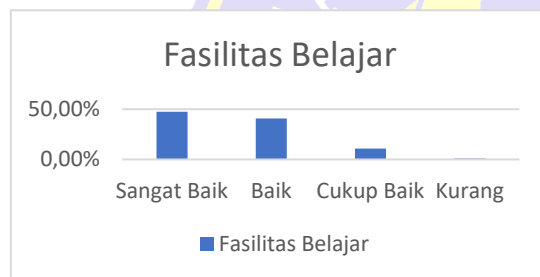 Fasilitas Belajar
50,00%
0,00%
Sangat Baik Baik Cukup Baik Kurang
Fasilitas Belajar